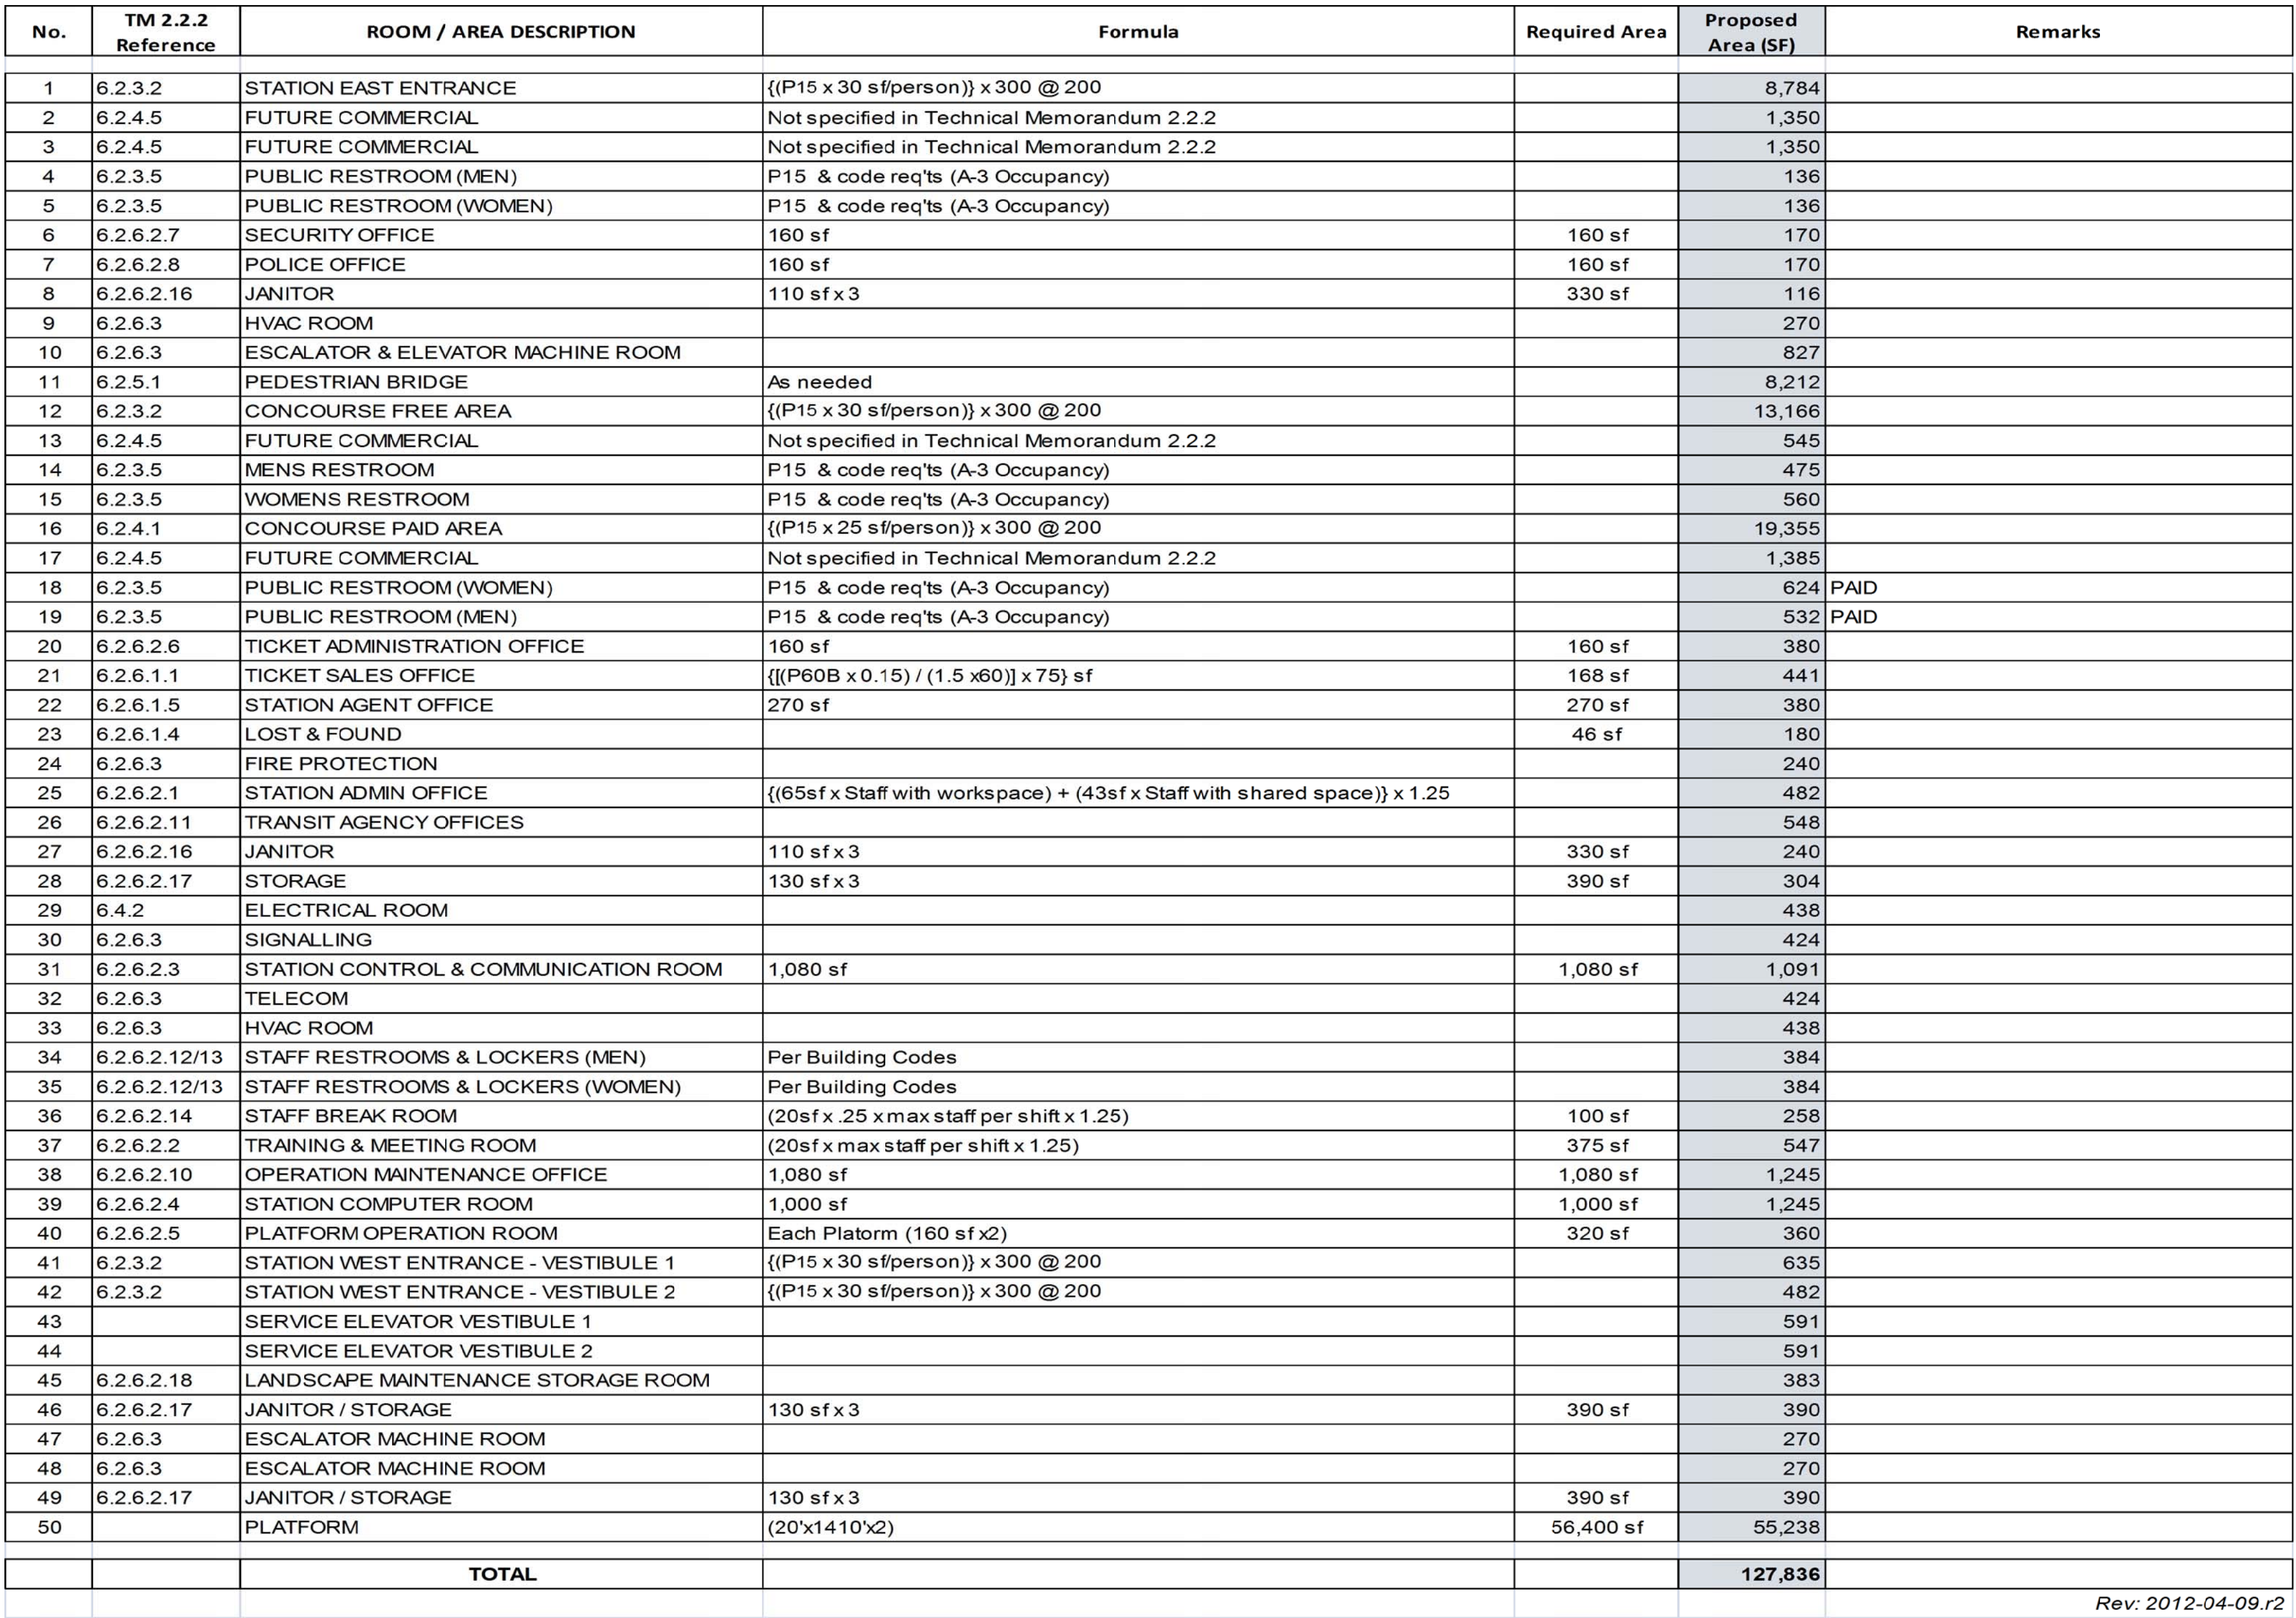 No. TM 2.2.2 Reference ROOM / AREA DESCRIPTION Formula Required Area Proposed Area (SF) Remarks
1 6.2.3.2 STATION EAST ENTRANCE {(P15 x 30 sf/person)} x 300 @ 200 8,784
2 6.2.4.5 FUTURE COMMERCIAL Not specified in Technical Memorandum 2.2.2 1,350
3 6.2.4.5 FUTURE COMMERCIAL Not specified in Technical Memorandum 2.2.2 1,350
4 6.2.3.5 PUBLIC RESTROOM (MEN) P15 & code req'ts (A-3 Occupancy) 136
5 6.2.3.5 PUBLIC RESTROOM (WOMEN) P15 & code req'ts (A-3 Occupancy) 136
6 6.2.6.2.7 SECURITY OFFICE 160 sf 160 sf 170
7 6.2.6.2.8 POLICE OFFICE 160 sf 160 sf 170
8 6.2.6.2.16 JANITOR 110 sf x 3 330 sf 116
9 6.2.6.3 HVAC ROOM 270
10 6.2.6.3 ESCALATOR & ELEVATOR MACHINE ROOM 827
11 6.2.5.1 PEDESTRIAN BRIDGE As needed 8,212
12 6.2.3.2 CONCOURSE FREE AREA {(P15 x 30 sf/person)} x 300 @ 200 13,166
13 6.2.4.5 FUTURE COMMERCIAL Not specified in Technical Memorandum 2.2.2 545
14 6.2.3.5 MENS RESTROOM P15 & code req'ts (A-3 Occupancy) 475
15 6.2.3.5 WOMENS RESTROOM P15 & code req'ts (A-3 Occupancy) 560
16 6.2.4.1 CONCOURSE PAID AREA {(P15 x 25 sf/person)} x 300 @ 200 19,355
17 6.2.4.5 FUTURE COMMERCIAL Not specified in Technical Memorandum 2.2.2 1,385
18 6.2.3.5 PUBLIC RESTROOM (WOMEN) P15 & code req'ts (A-3 Occupancy) 624 PAID
19 6.2.3.5 PUBLIC RESTROOM (MEN) P15 & code req'ts (A-3 Occupancy) 532 PAID
20 6.2.6.2.6 TICKET ADMINISTRATION OFFICE 160 sf 160 sf 380
21 6.2.6.1.1 TICKET SALES OFFICE {[(P60B x 0.15) / (1.5 x60)] x 75} sf 168 sf 441
22 6.2.6.1.5 STATION AGENT OFFICE 270 sf 270 sf 380
23 6.2.6.1.4 LOST & FOUND 46 sf 180
24 6.2.6.3 FIRE PROTECTION 240
25 6.2.6.2.1 STATION ADMIN OFFICE {(65sf x Staff with workspace) + (43sf x Staff with shared space)} x 1.25 482
26 6.2.6.2.11 TRANSIT AGENCY OFFICES 548
27 6.2.6.2.16 JANITOR 110 sf x 3 330 sf 240
28 6.2.6.2.17 STORAGE 130 sf x 3 390 sf 304
29 6.4.2 ELECTRICAL ROOM 438
30 6.2.6.3 SIGNALLING 424
31 6.2.6.2.3 STATION CONTROL & COMMUNICATION ROOM 1,080 sf 1,080 sf 1,091
32 6.2.6.3 TELECOM 424
33 6.2.6.3 HVAC ROOM 438
34 6.2.6.2.12/13 STAFF RESTROOMS & LOCKERS (MEN) Per Building Codes 384
35 6.2.6.2.12/13 STAFF RESTROOMS & LOCKERS (WOMEN) Per Building Codes 384
36 6.2.6.2.14 STAFF BREAK ROOM (20sf x .25 x max staff per shift x 1.25) 100 sf 258
37 6.2.6.2.2 TRAINING & MEETING ROOM (20sf x max staff per shift x 1.25) 375 sf 547
38 6.2.6.2.10 OPERATION MAINTENANCE OFFICE 1,080 sf 1,080 sf 1,245
39 6.2.6.2.4 STATION COMPUTER ROOM 1,000 sf 1,000 sf 1,245
40 6.2.6.2.5 PLATFORM OPERATION ROOM Each Platorm (160 sf x2) 320 sf 360
41 6.2.3.2 STATION WEST ENTRANCE - VESTIBULE 1 {(P15 x 30 sf/person)} x 300 @ 200 635
42 6.2.3.2 STATION WEST ENTRANCE - VESTIBULE 2 {(P15 x 30 sf/person)} x 300 @ 200 482
43 SERVICE ELEVATOR VESTIBULE 1 591
44 SERVICE ELEVATOR VESTIBULE 2 591
45 6.2.6.2.18 LANDSCAPE MAINTENANCE STORAGE ROOM 383
46 6.2.6.2.17 JANITOR / STORAGE 130 sf x 3 390 sf 390
47 6.2.6.3 ESCALATOR MACHINE ROOM 270
48 6.2.6.3 ESCALATOR MACHINE ROOM 270
49 6.2.6.2.17 JANITOR / STORAGE 130 sf x 3 390 sf 390
50 PLATFORM (20'x1410'x2) 56,400 sf 55,238
TOTAL 127,836
Rev: 2012-04-09.r2